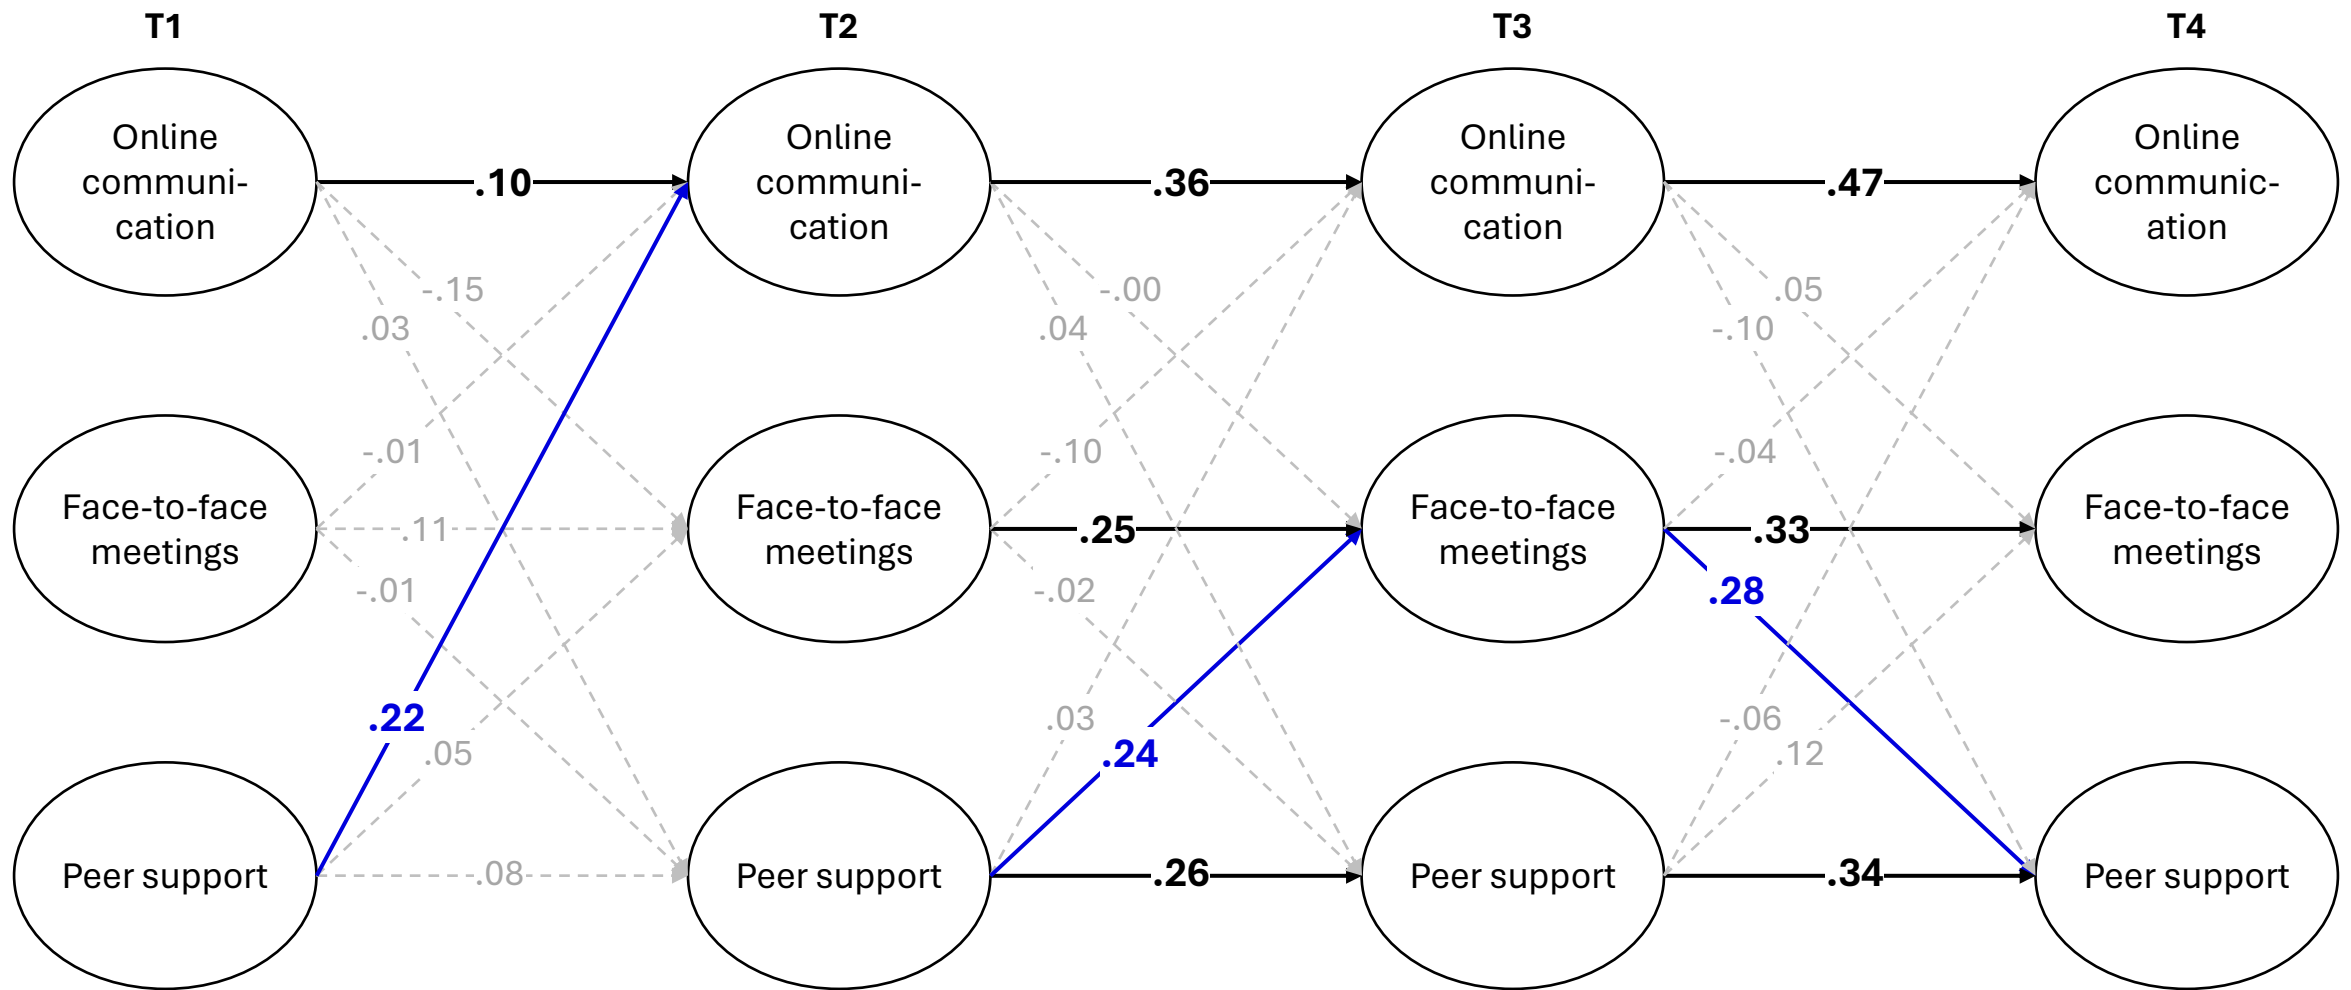 T1 T2 T3 T4
Online Online Online Online
communi- communi- communi- communic-
cation cation cation ation
.10 .36 .47
-.15 -.00 .05
.03 .04 -.10
-.01 -.10 -.04
Face-to-face Face-to-face Face-to-face Face-to-face
meetings meetings meetings meetings
.11 .25 .33
-.01 -.02 .28
.22 .03 -.06
.05 .24 .12
Peer support Peer support Peer support Peer support
.08 .26 .34